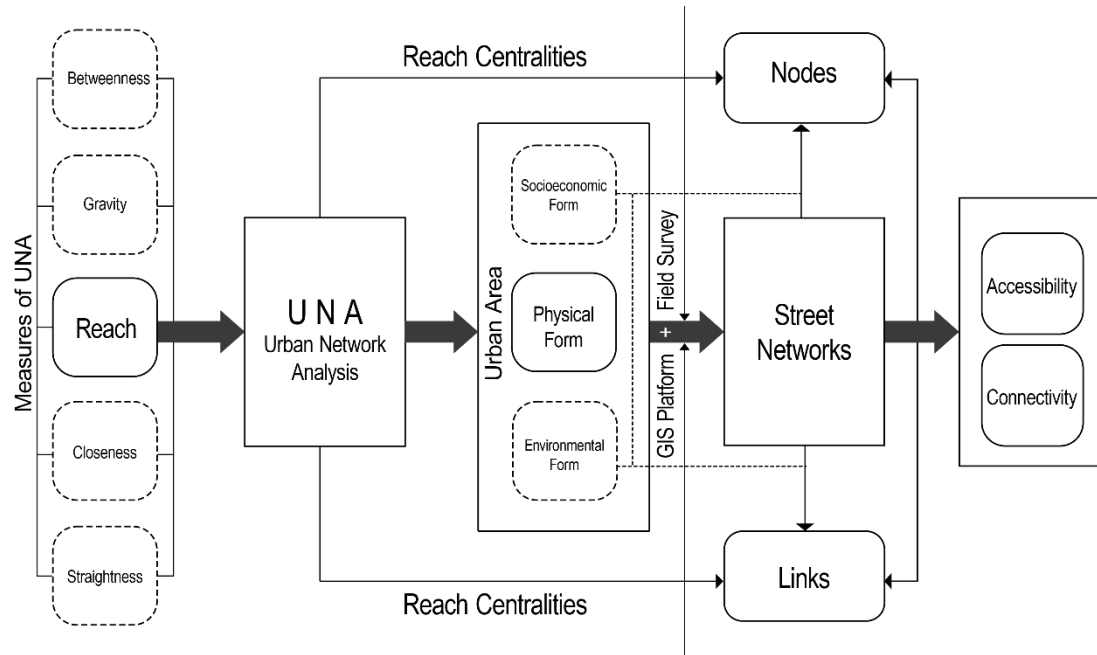 Measures of UNA
Betweenness
Gravity
Reach
Closeness
Straightness
U N A
Urban Network
Analysis
Reach Centralities
Reach Centralities
Urban Area
Socioeconomic
Form
Physical
Form
Environmental
Form
Field Survey
+
GIS Platform
Nodes
Street
Networks
Links
Accessibility
Connectivity